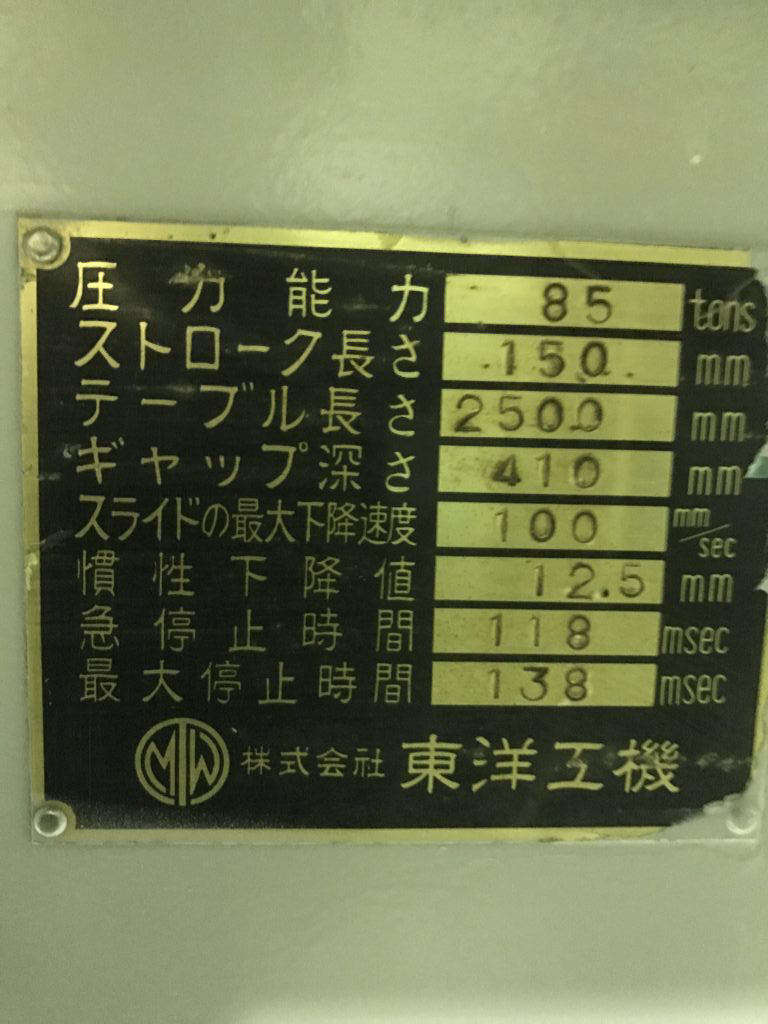 圧力能力 85 tons
ストローク長さ 150 mm
テーブル長さ 2500 mm
ギャップ深さ 410 mm
スライドの最大下降速度 100 mm/sec
慣性下降値 12.5 mm
急停止時間 118 msec
最大停止時間 138 msec
MTW 株式会社 東洋工機